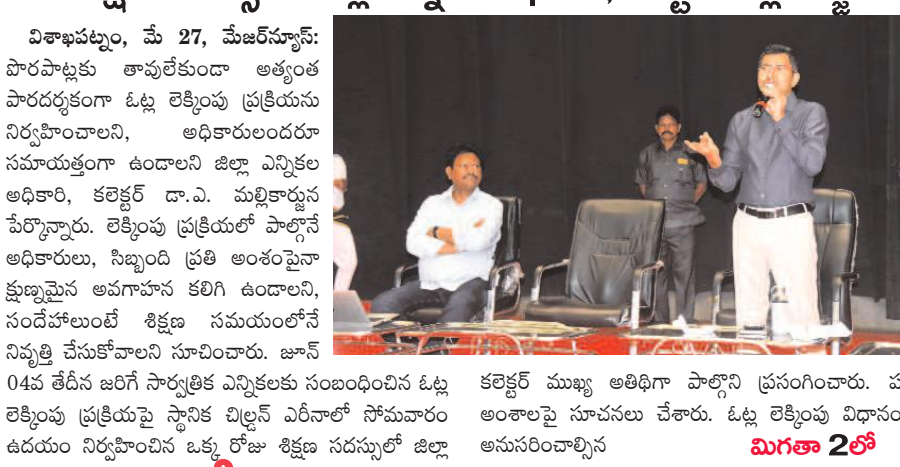 విశాఖపట్నం, మే 27, మేజర్‌న్యూస్:
పొరపాట్లకు తావులేకుండా అత్యంత
పారదర్శకంగా ఓట్ల లెక్కింపు ప్రక్రియను
నిర్వహించాలని, అధికారులందరూ
సమాయత్తంగా ఉండాలని జిల్లా ఎన్నికల
అధికారి, కలెక్టర్ డా.ఎ. మల్లికార్జున
పేర్కొన్నారు. లెక్కింపు ప్రక్రియలో పాల్గొనే
అధికారులు, సిబ్బంది ప్రతి అంశంపైనా
క్షుణ్నమైన అవగాహన కలిగి ఉండాలని,
సందేహాలుంటే శిక్షణ సమయంలోనే
నివృత్తి చేసుకోవాలని సూచించారు. జూన్
04వ తేదీన జరిగే సార్వత్రిక ఎన్నికలకు సంబంధించిన ఓట్ల
లెక్కింపు ప్రక్రియపై స్థానిక చిల్డ్రన్ ఎరీనాలో సోమవారం
ఉదయం నిర్వహించిన ఒక్క రోజు శిక్షణ సదస్సులో జిల్లా
కలెక్టర్ ముఖ్య అతిథిగా పాల్గొని ప్రసంగించారు.
అంశాలపై సూచనలు చేశారు. ఓట్ల లెక్కింపు విధానం
అనుసరించాల్సిన
మిగతా 2లో